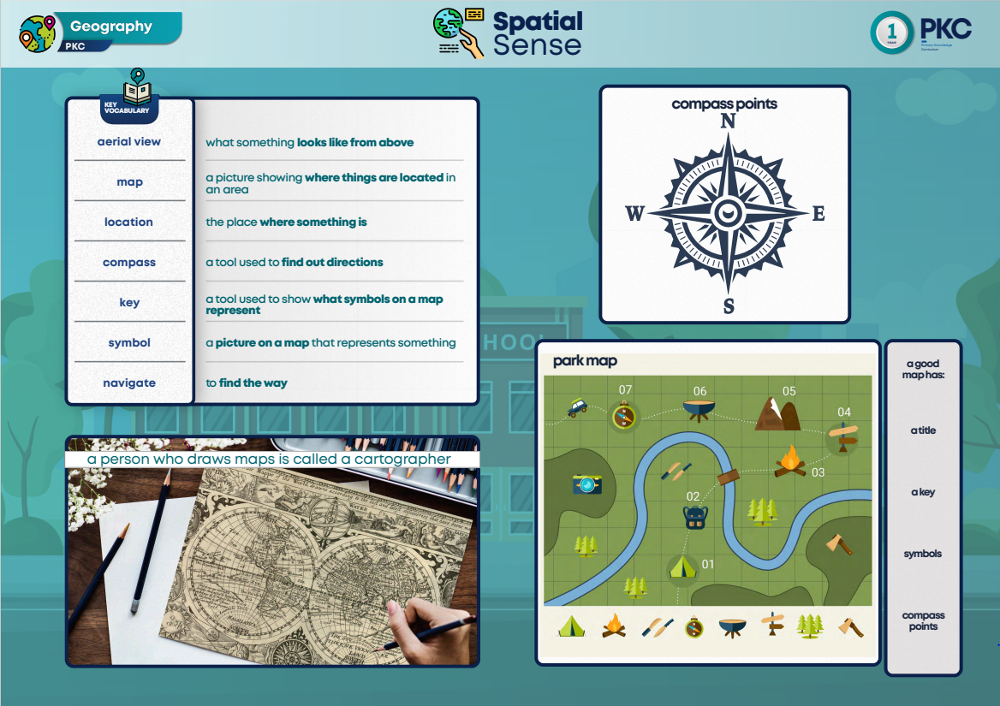 Geography
PKC
Spatial
Sense
1
YEAR
PKC
Primary Knowledge
Curriculum
KEY
VOCABULARY
aerial view
what something looks like from above
map
a picture showing where things are located in
an area
location
the place where something is
compass
a tool used to find out directions
key
a tool used to show what symbols on a map
represent
symbol
a picture on a map that represents something
navigate
to find the way
compass points
N
W
E
S
a person who draws maps is called a cartographer
WATER
park map
07
06
05
04
03
02
01
a good
map has:
a title
a key
symbols
compass
points